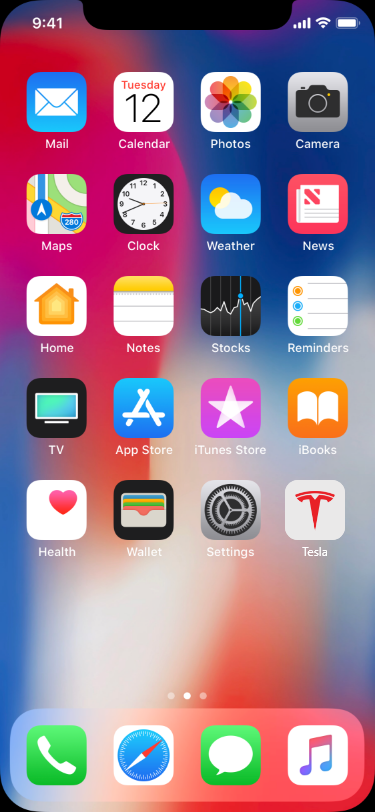 9:41
Tuesday
12
Mail
Calendar
Photos
Camera
280
Maps
Clock
Weather
News
Home
Notes
Stocks
Reminders
TV
App Store
iTunes Store
iBooks
Health
Wallet
Settings
Tesla